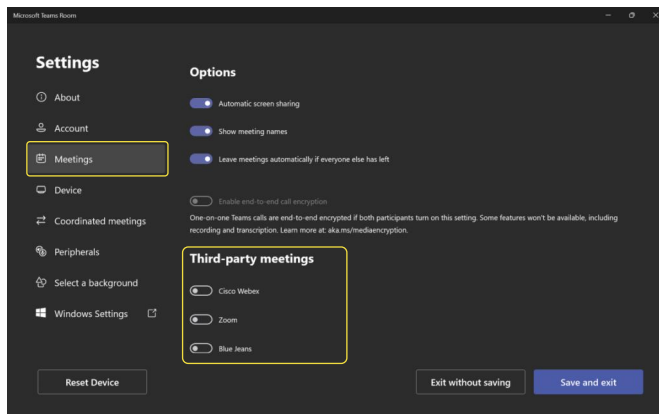 Microsoft Teams Room
Settings
About
Account
Meetings
Device
Coordinated meetings
Peripherals
Select a background
Windows Settings
Reset Device
Options
Automatic screen sharing
Show meeting names
Leave meetings automatically if everyone else has left
Enable end-to-end call encryption
One-on-one Teams calls are end-to-end encrypted if both participants turn on this setting. Some features won't be available, including
recording and transcription. Learn more at: aka.ms/mediaencryption.
Third-party meetings
Cisco Webex
Zoom
Blue Jeans
Exit without saving
Save and exit